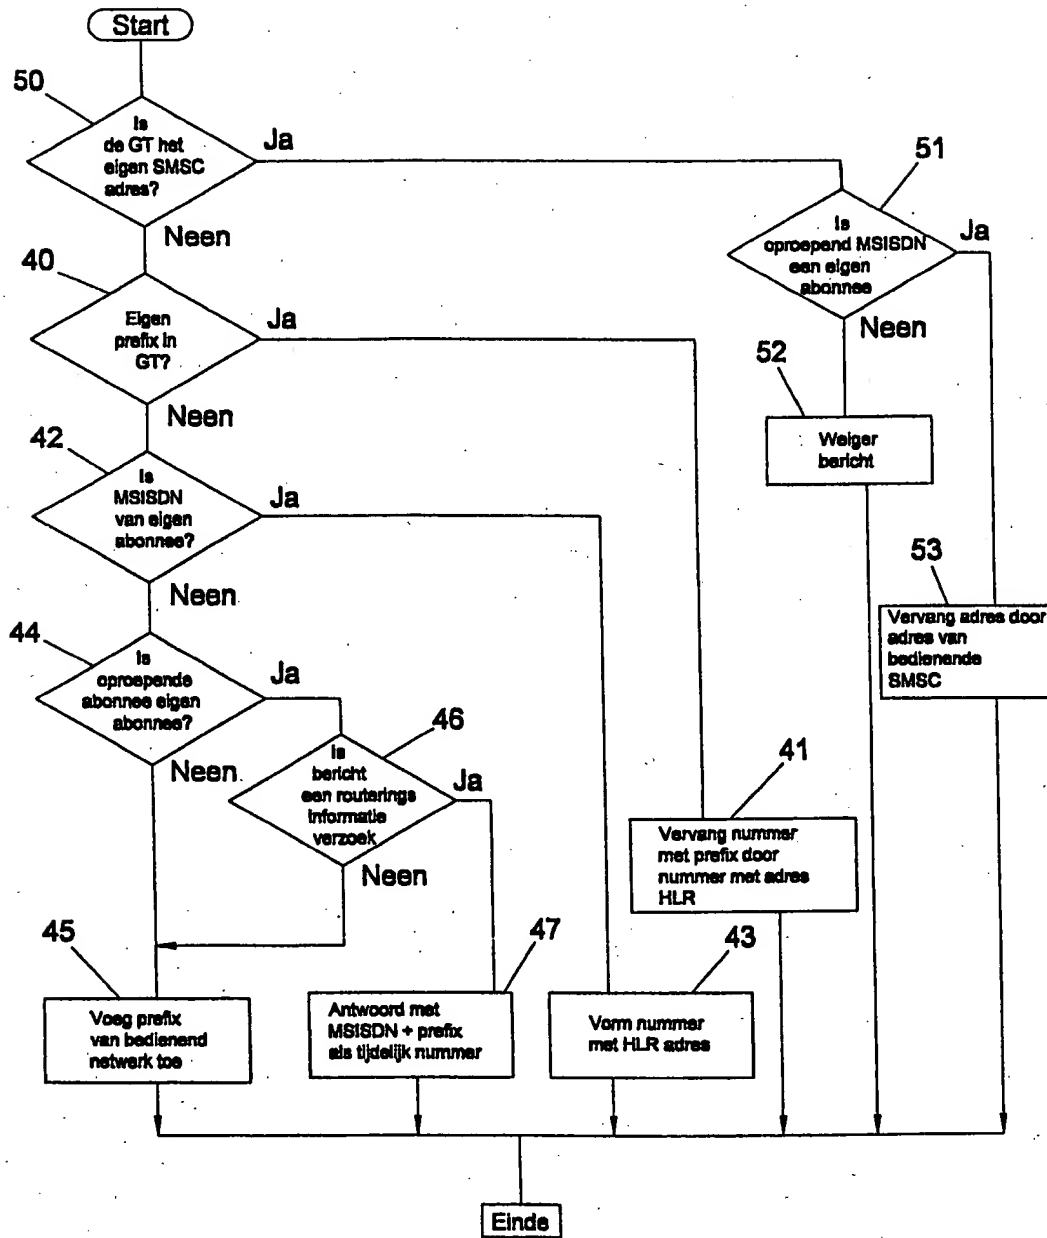 Start
50
Is
de GT het
eigen SMSC
adres?
Ja
Neen
51
Is
oproepend MSISDN
een eigen
abonnee
Ja
Neen
40
Eigen
prefix in
GT?
Ja
Neen
52
Weiger
bericht
42
Is
MSISDN
van eigen
abonnee?
Ja
Neen
53
Vervang adres door
adres van
bedienende
SMSC
44
Is
oproepende
abonnee eigen
abonnee?
Ja
Neen
46
Is
bericht
een routerings
informatie
verzoek
Ja
Neen
41
Vervang nummer
met prefix door
nummer met adres
HLR
45
Voeg prefix
van bedienend
netwerk toe
47
Antwoord met
MSISDN + prefix
als tijdelijk nummer
43
Vorm nummer
met HLR adres
Einde